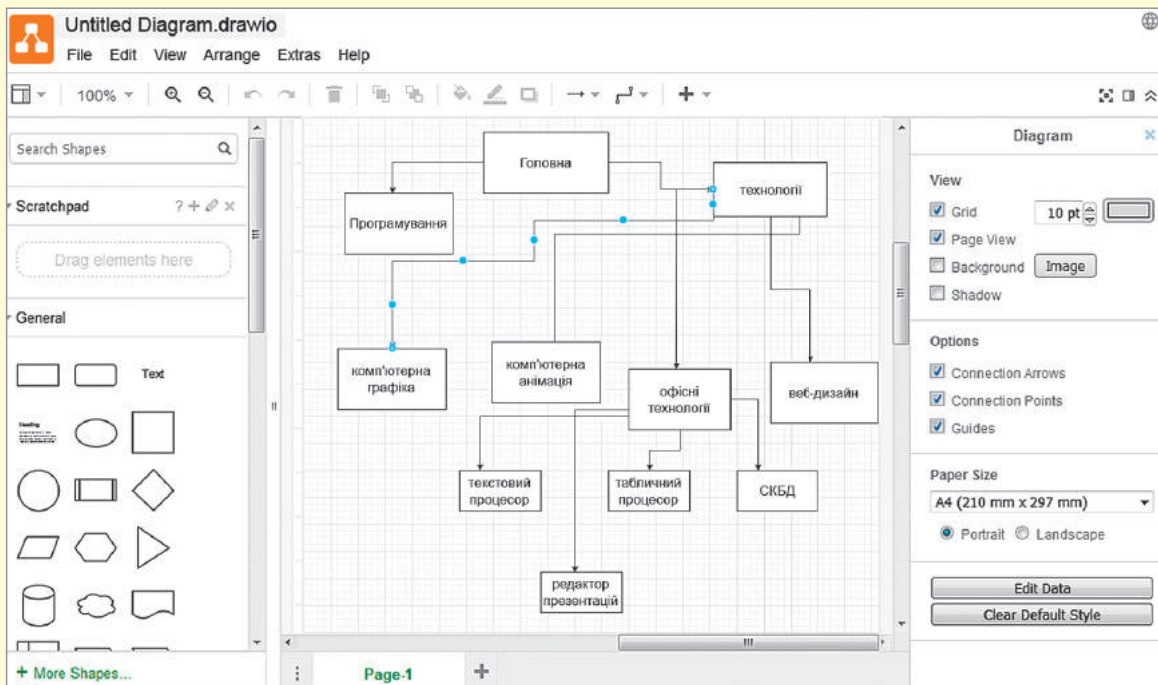 Untitled Diagram.drawio
File Edit View Arrange Extras Help
100%
Search Shapes
Scratchpad
Drag elements here
General
Text
Heading
+ More Shapes...
Головна
технології
Програмування
комп'ютерна
графіка
комп'ютерна
анімація
офісні
технології
веб-дизайн
текстовий
процесор
табличний
процесор
СКБД
редактор
презентацій
Page-1
Diagram
View
Grid 10 pt
Page View
Background Image
Shadow
Options
Connection Arrows
Connection Points
Guides
Paper Size
A4 (210 mm x 297 mm)
Portrait Landscape
Edit Data
Clear Default Style